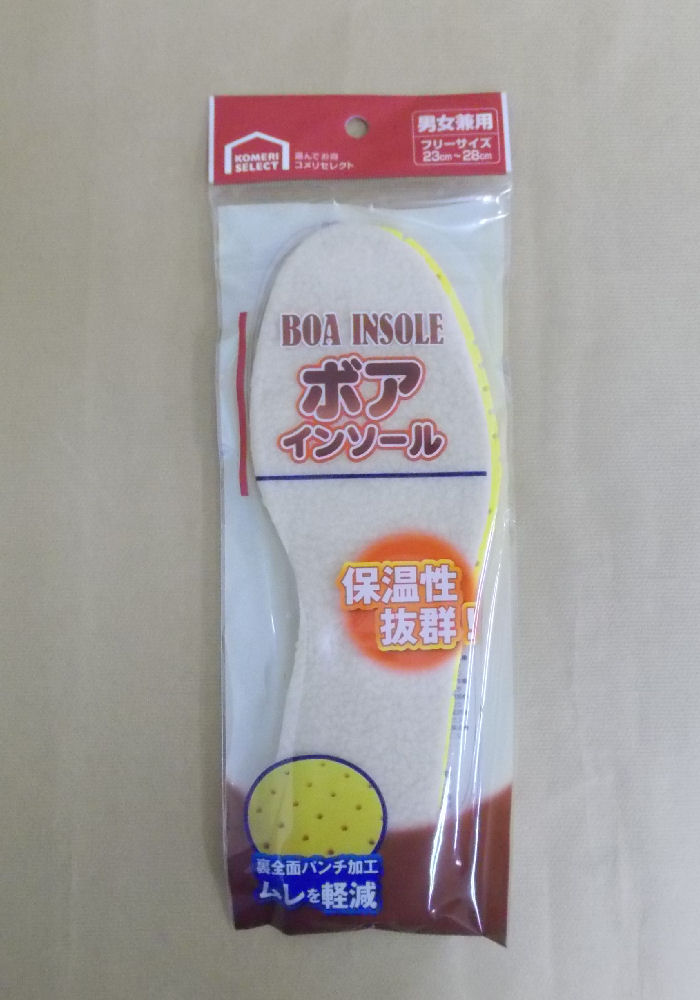 KOMERI
SELECT
選んでお得
コメリセレクト
男女兼用
フリーサイズ
23cm～28cm
BOA INSOLE
ボア
インソール
保温性
抜群!
裏全面パンチ加工
ムレを軽減